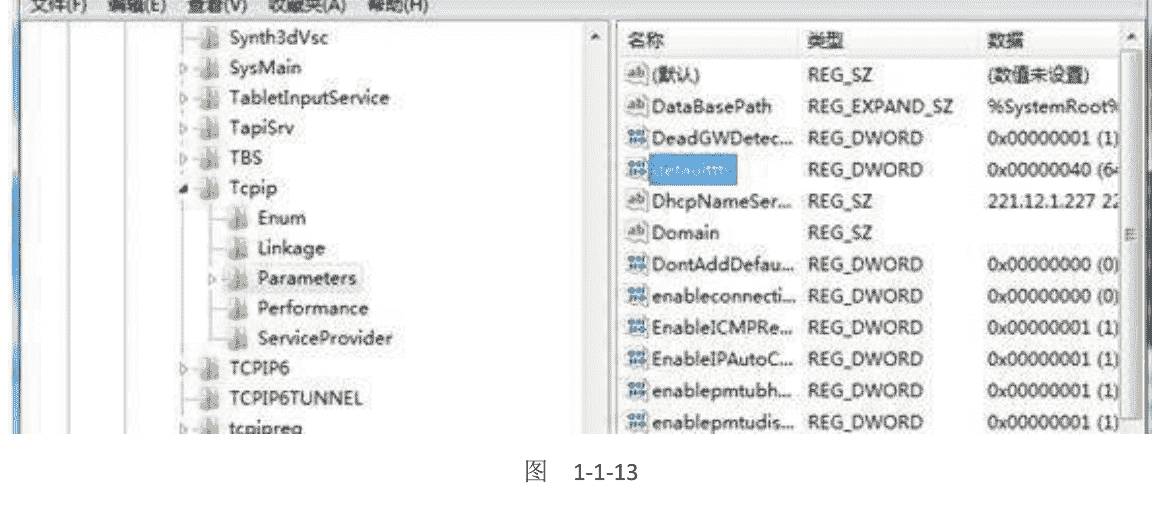 文件(F) 编辑(E) 查看(V) 收藏夹(A) 帮助(H)
Synth3dVsc
SysMain
TabletInputService
TapiSrv
TBS
Tcpip
Enum
Linkage
Parameters
Performance
ServiceProvider
TCPIP6
TCPIP6TUNNEL
tcpipreg
名称 类型 数据
(默认) REG_SZ (数值未设置)
DataBasePath REG_EXPAND_SZ %SystemRoot%
DeadGWDetec... REG_DWORD 0x00000001 (1)
REG_DWORD 0x00000040 (64
DhcpNameSer... REG_SZ 221.12.1.227 22
Domain REG_SZ
DontAddDefau... REG_DWORD 0x00000000 (0)
enableconnecti... REG_DWORD 0x00000000 (0)
EnableICMPRe... REG_DWORD 0x00000001 (1)
EnableIPAutoC... REG_DWORD 0x00000001 (1)
enablepmtubh... REG_DWORD 0x00000001 (1)
enablepmtudis... REG_DWORD 0x00000001 (1)
图 1-1-13